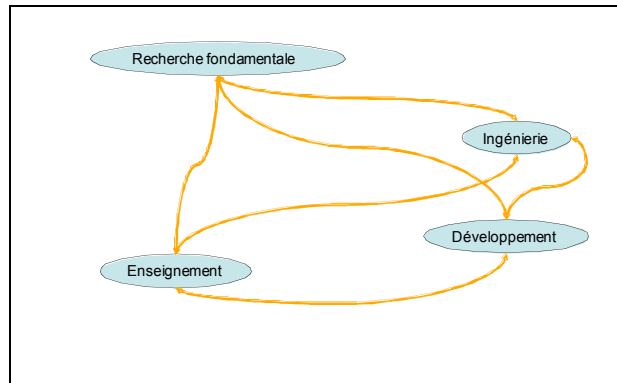 Recherche fondamentale
Ingénierie
Développement
Enseignement